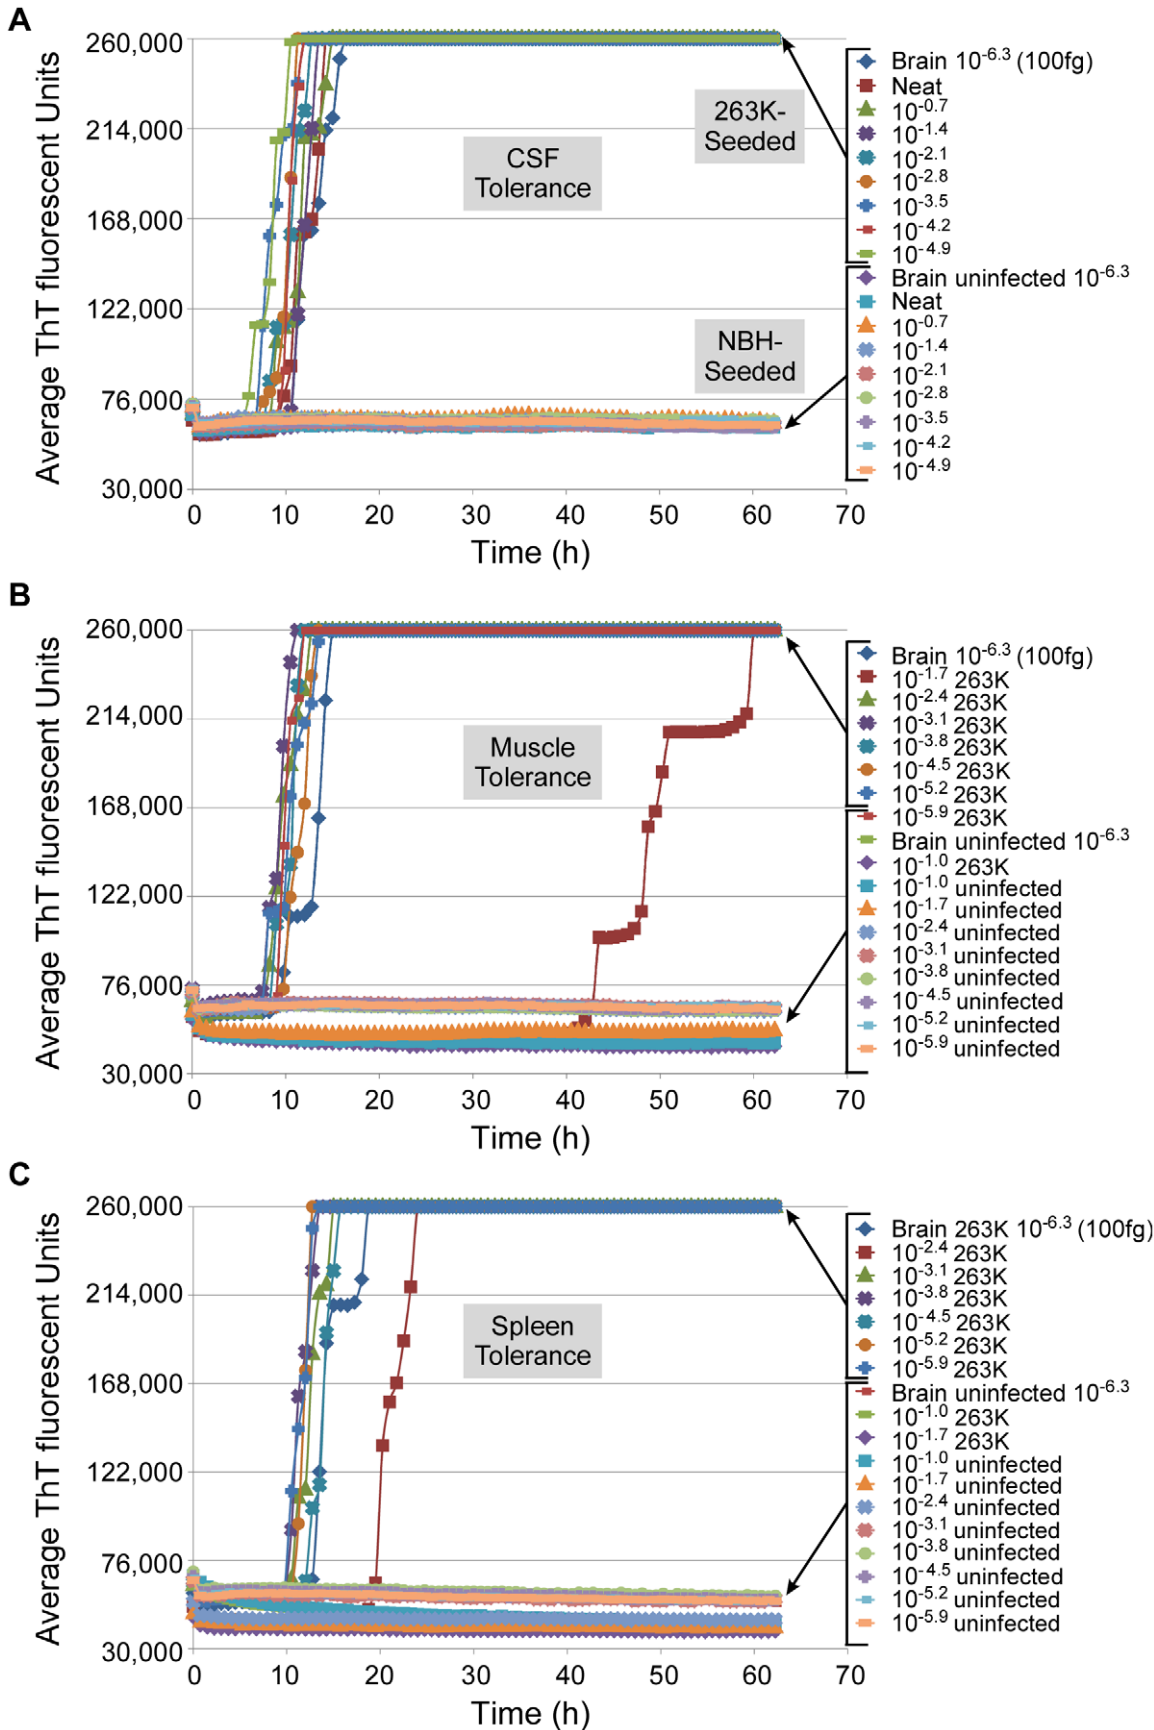 A
Average ThT fluorescent Units
260,000
214,000
168,000
122,000
76,000
30,000
0 10 20 30 40 50 60 70
Time (h)
CSF
Tolerance
263K-
Seeded
NBH-
Seeded
Brain 10^-6.3 (100fg)
Neat
10^-0.7
10^-1.4
10^-2.1
10^-2.8
10^-3.5
10^-4.2
10^-4.9
Brain uninfected 10^-6.3
Neat
10^-0.7
10^-1.4
10^-2.1
10^-2.8
10^-3.5
10^-4.2
10^-4.9
B
Average ThT fluorescent Units
260,000
214,000
168,000
122,000
76,000
30,000
0 10 20 30 40 50 60 70
Time (h)
Muscle
Tolerance
Brain 10^-6.3 (100fg)
10^-1.7 263K
10^-2.4 263K
10^-3.1 263K
10^-3.8 263K
10^-4.5 263K
10^-5.2 263K
10^-5.9 263K
Brain uninfected 10^-6.3
10^-1.0 263K
10^-1.0 uninfected
10^-1.7 uninfected
10^-2.4 uninfected
10^-3.1 uninfected
10^-3.8 uninfected
10^-4.5 uninfected
10^-5.2 uninfected
10^-5.9 uninfected
C
Average ThT fluorescent Units
260,000
214,000
168,000
122,000
76,000
30,000
0 10 20 30 40 50 60 70
Time (h)
Spleen
Tolerance
Brain 263K 10^-6.3 (100fg)
10^-2.4 263K
10^-3.1 263K
10^-3.8 263K
10^-4.5 263K
10^-5.2 263K
10^-5.9 263K
Brain uninfected 10^-6.3
10^-1.0 263K
10^-1.7 263K
10^-1.0 uninfected
10^-1.7 uninfected
10^-2.4 uninfected
10^-3.1 uninfected
10^-3.8 uninfected
10^-4.5 uninfected
10^-5.2 uninfected
10^-5.9 uninfected